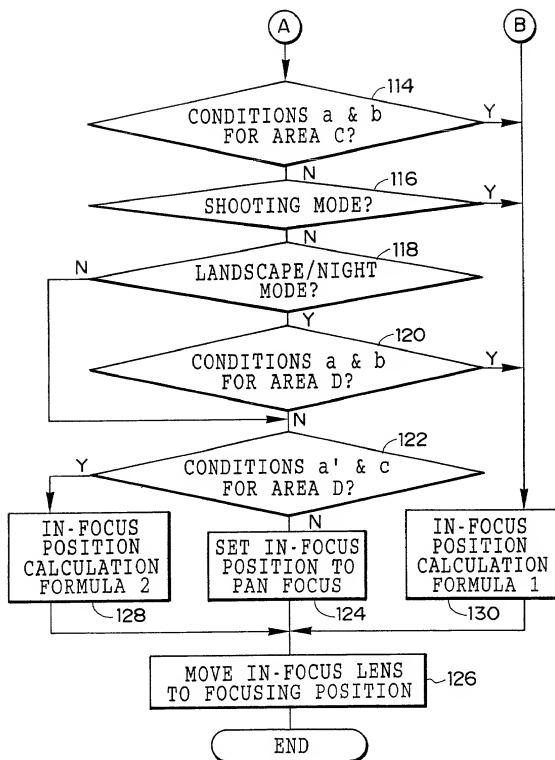 A
B
114
CONDITIONS a & b
FOR AREA C?
Y
N
116
SHOOTING MODE?
Y
N
118
N
LANDSCAPE/NIGHT
MODE?
Y
120
CONDITIONS a & b
FOR AREA D?
Y
N
122
Y
CONDITIONS a' & c
FOR AREA D?
N
IN-FOCUS
POSITION
CALCULATION
FORMULA 2
128
SET IN-FOCUS
POSITION TO
PAN FOCUS
124
IN-FOCUS
POSITION
CALCULATION
FORMULA 1
130
MOVE IN-FOCUS LENS
TO FOCUSING POSITION
126
END